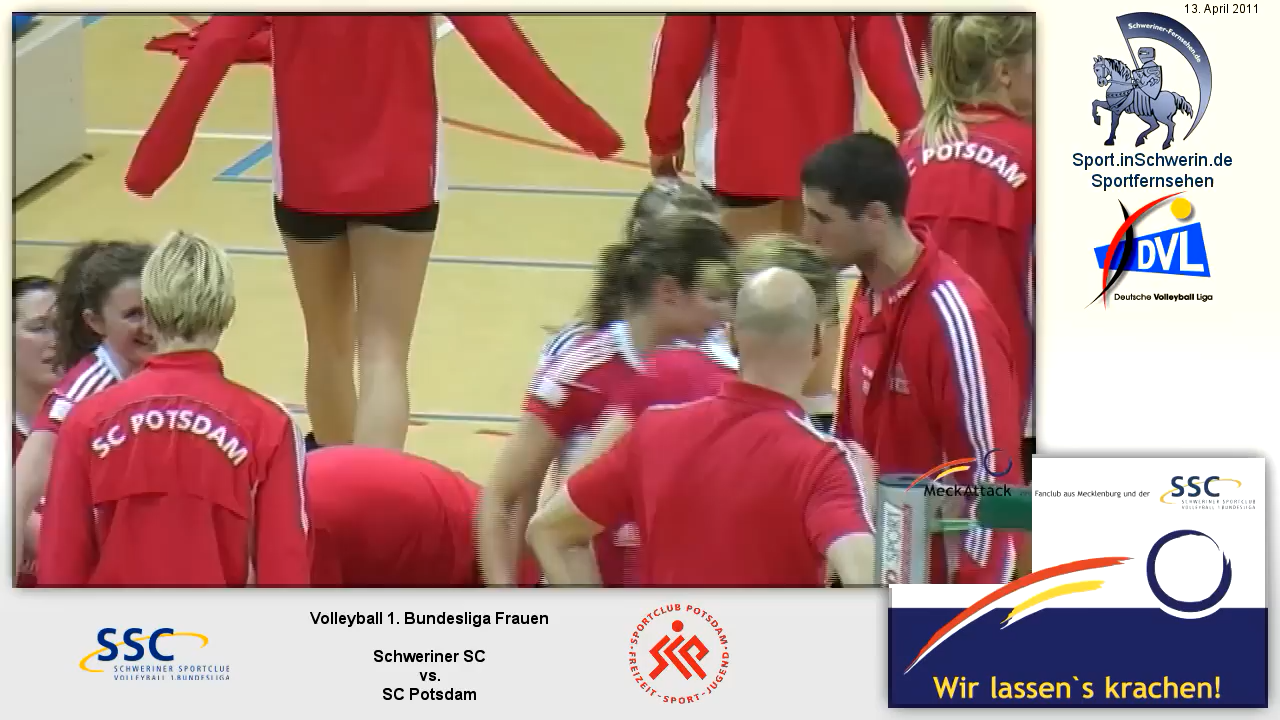 13. April 2011
Schweriner-Fernsehen.de
Sport.inSchwerin.de
Sportfernsehen
DVL
Deutsche Volleyball Liga
SC POTSDAM
SC POTSDAM
MeckAttack
Fanclub aus Mecklenburg und der
SSC
SCHWERINER SPORTCLUB
VOLLEYBALL 1.BUNDESLIGA
Wir lassen`s krachen!
SSC
SCHWERINER SPORTCLUB
VOLLEYBALL 1.BUNDESLIGA
Volleyball 1. Bundesliga Frauen
Schweriner SC
vs.
SC Potsdam
SPORTCLUB POTSDAM
FREIZEIT-SPORT-JUGEND
SCP